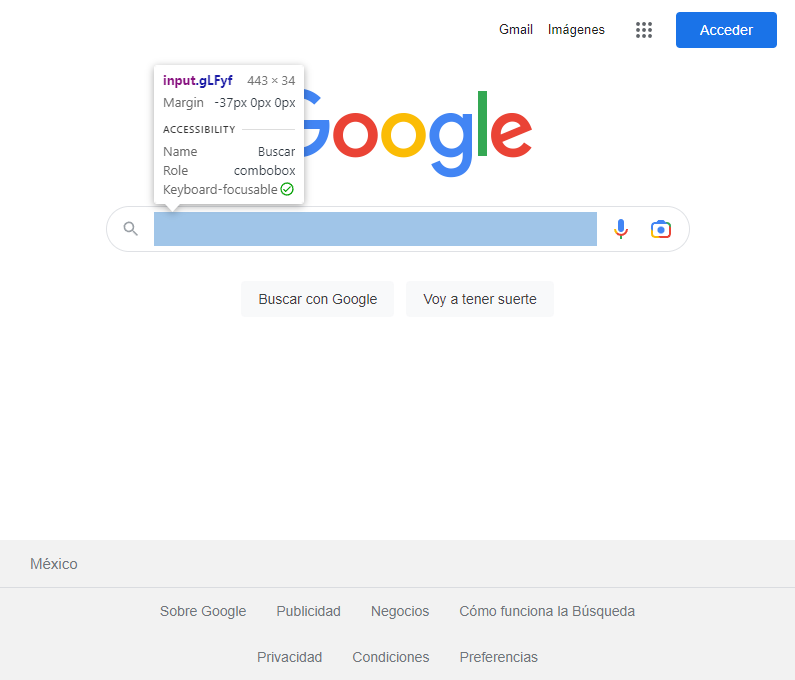 Gmail Imágenes Acceder
input.gLFyf 443 × 34
Margin -37px 0px 0px
ACCESSIBILITY
Name Buscar
Role combobox
Keyboard-focusable
Google
Buscar con Google Voy a tener suerte
México
Sobre Google Publicidad Negocios Cómo funciona la Búsqueda
Privacidad Condiciones Preferencias